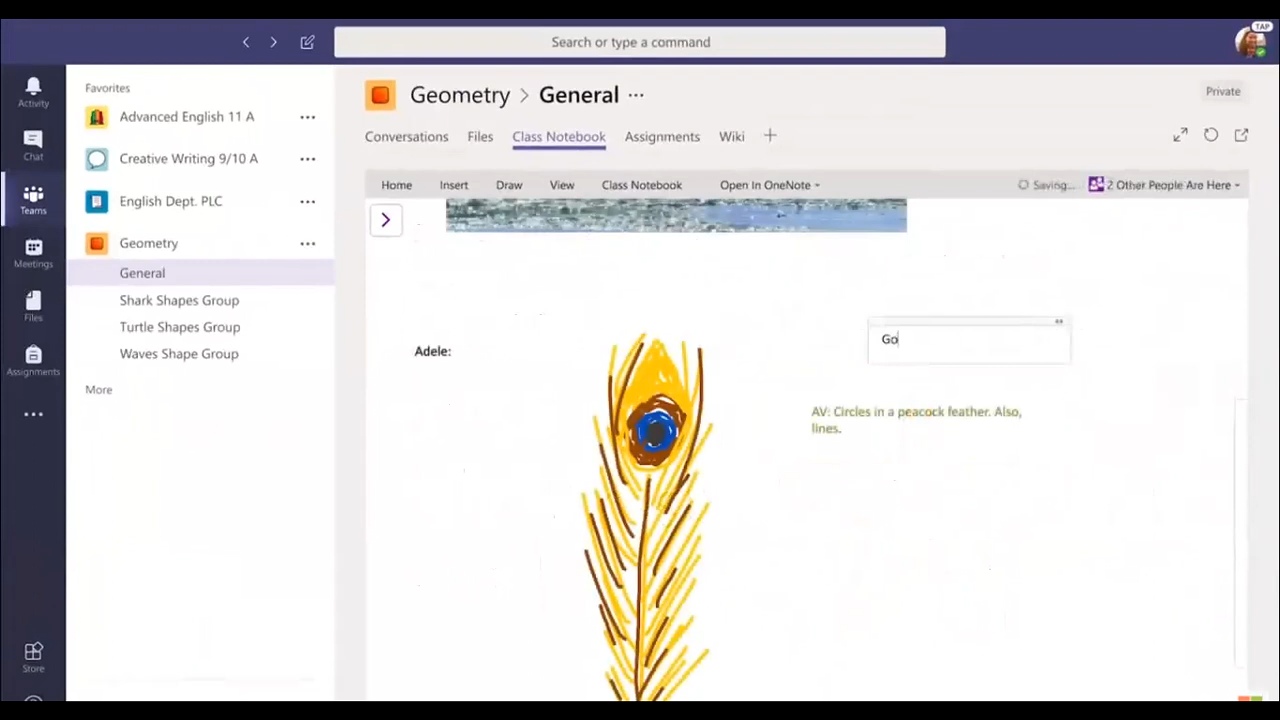 Search or type a command
TAP
Activity
Chat
Teams
Meetings
Files
Assignments
Store
Favorites
Advanced English 11 A
Creative Writing 9/10 A
English Dept. PLC
Geometry
General
Shark Shapes Group
Turtle Shapes Group
Waves Shape Group
More
Geometry > General
Private
Conversations Files Class Notebook Assignments Wiki
Home Insert Draw View Class Notebook Open In OneNote Saving... 2 Other People Are Here
Adele:
Go
AV: Circles in a peacock feather. Also,
lines.